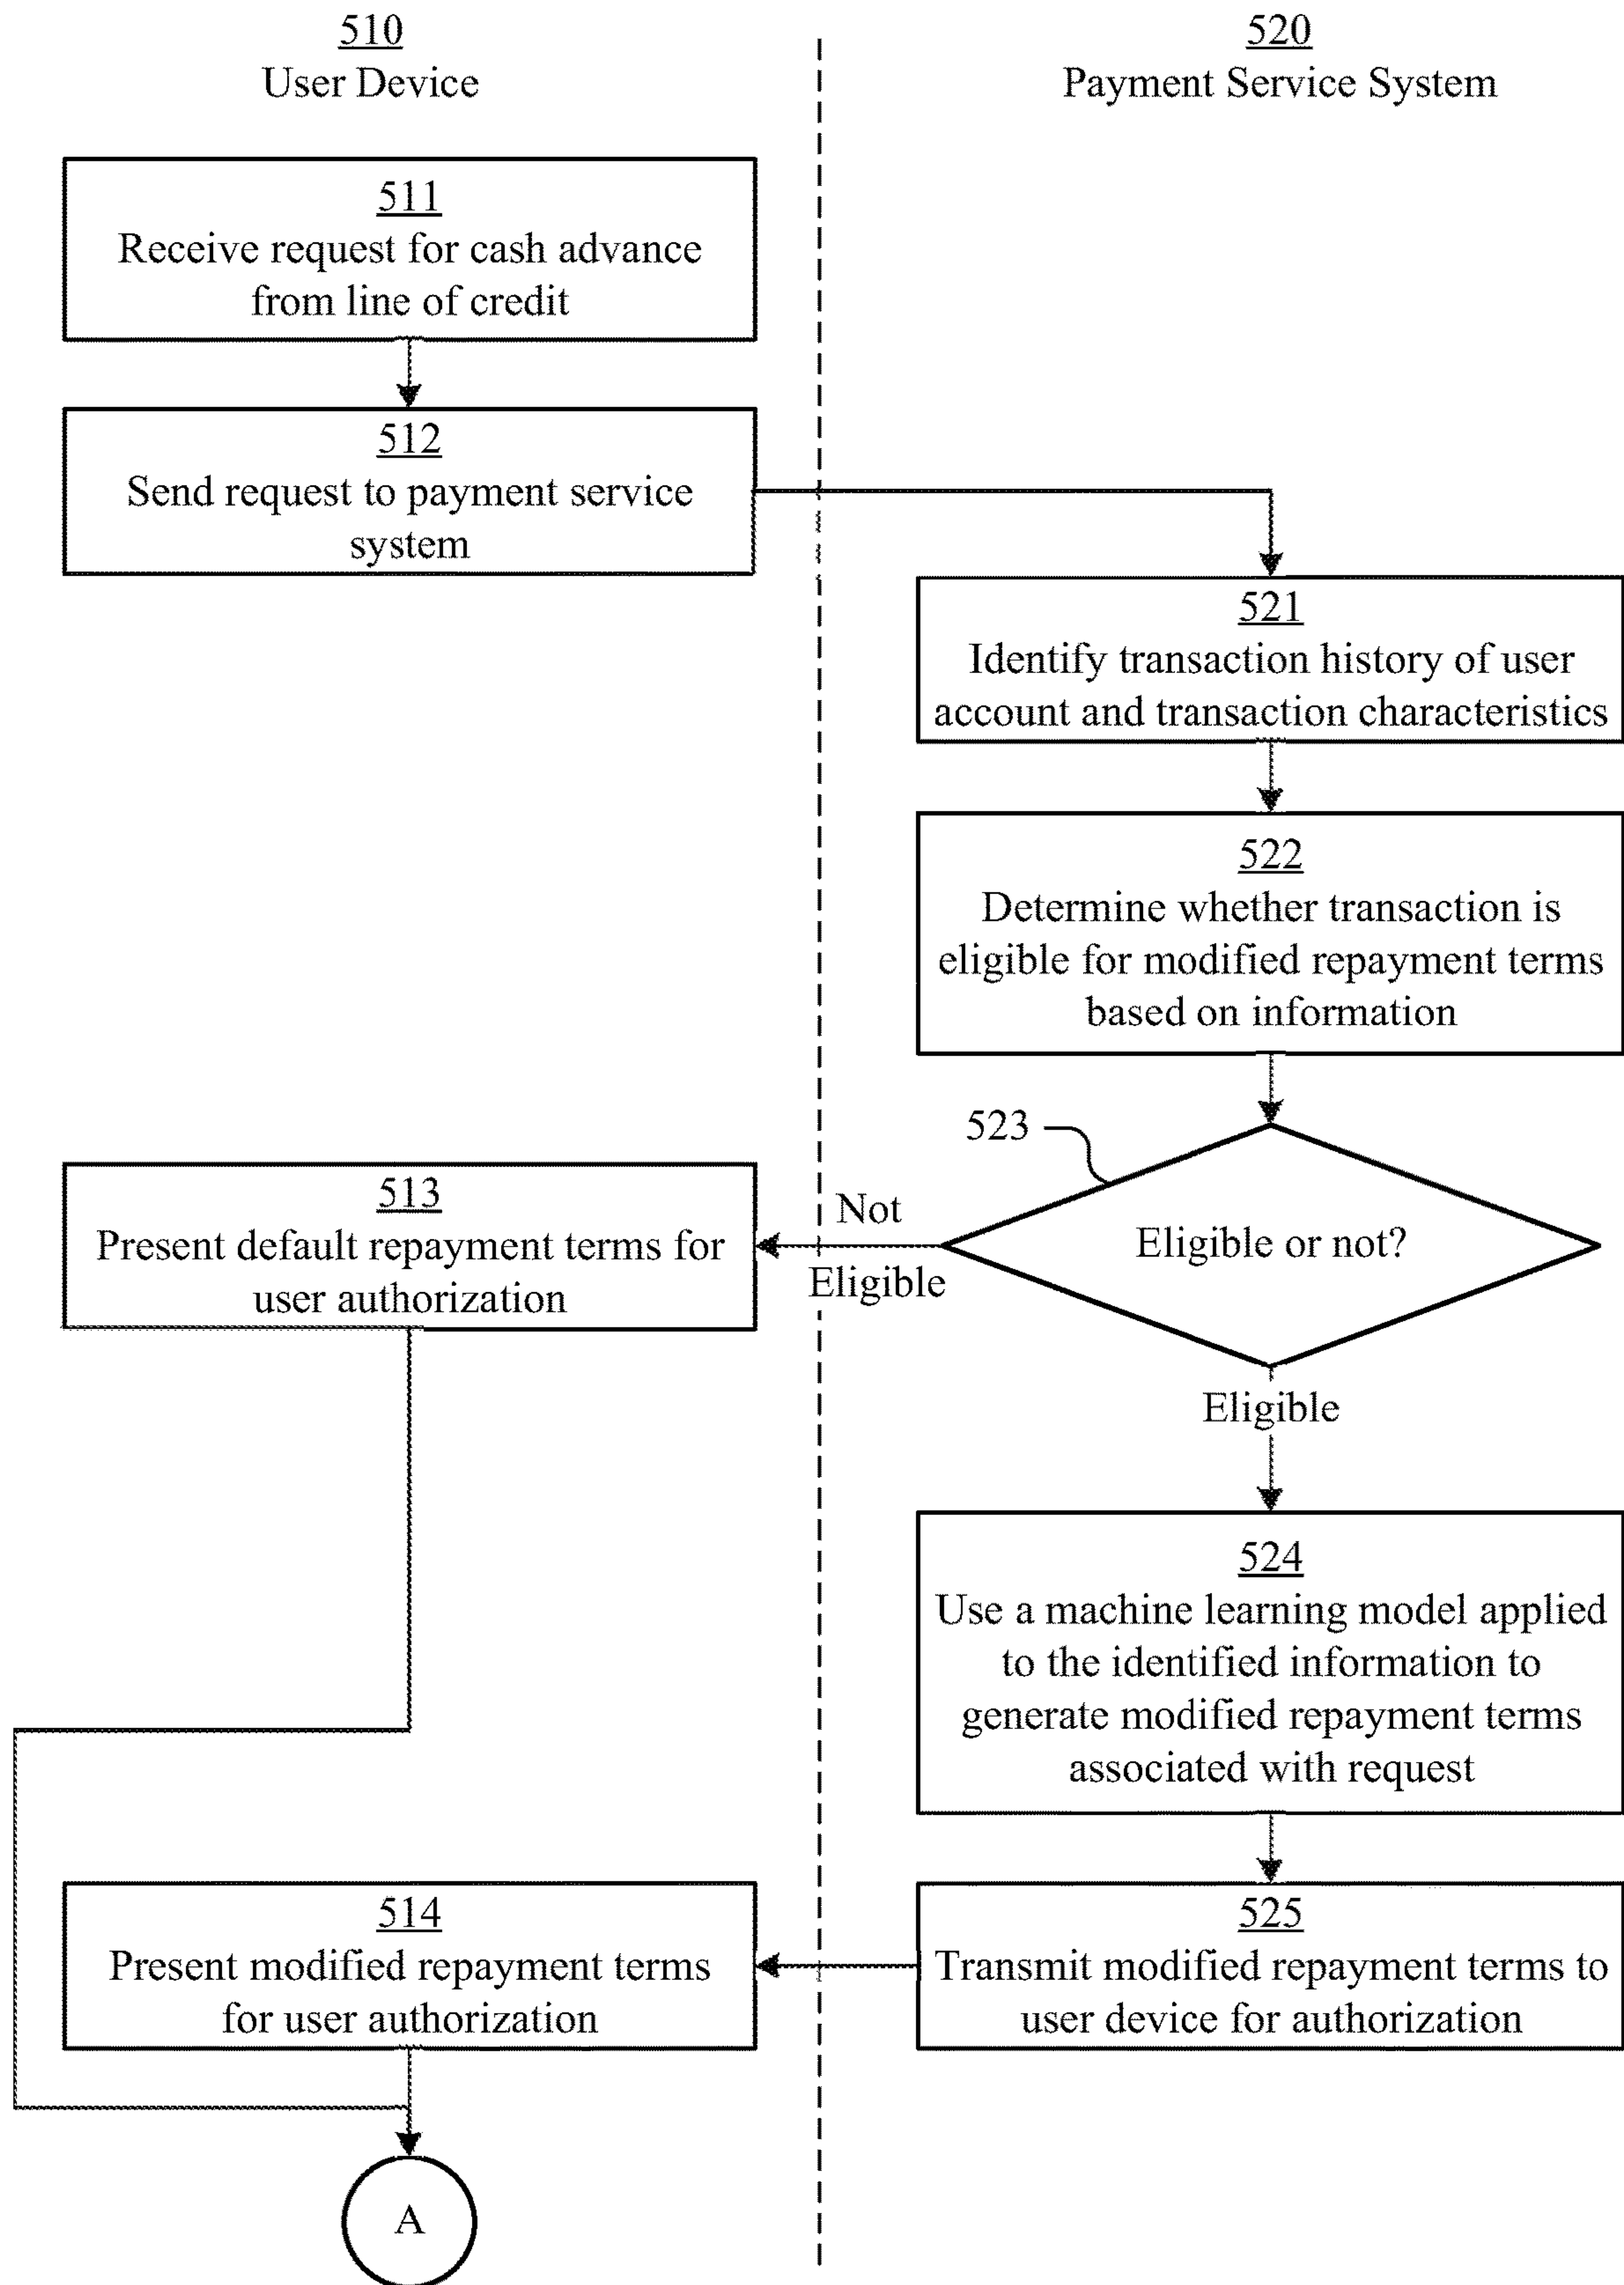 510
User Device
520
Payment Service System
511
Receive request for cash advance
from line of credit
512
Send request to payment service
system
521
Identify transaction history of user
account and transaction characteristics
522
Determine whether transaction is
eligible for modified repayment terms
based on information
523
Eligible or not?
Not
Eligible
513
Present default repayment terms for
user authorization
Eligible
524
Use a machine learning model applied
to the identified information to
generate modified repayment terms
associated with request
525
Transmit modified repayment terms to
user device for authorization
514
Present modified repayment terms
for user authorization
A